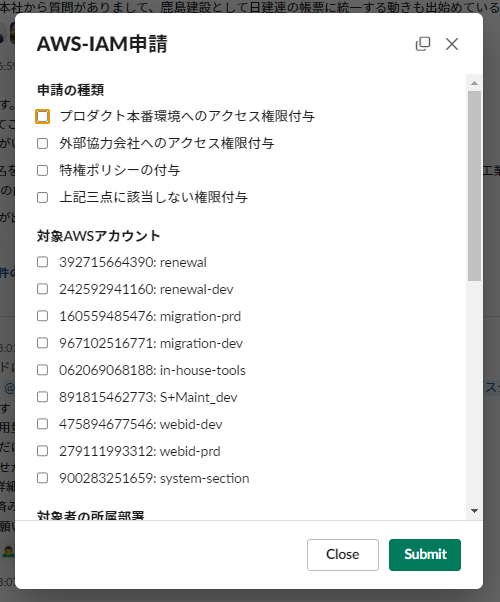 本社から質問がありまして、鹿島建設として日建連の帳票に統一する動きも出始めている
AWS-IAM申請
申請の種類
プロダクト本番環境へのアクセス権限付与
外部協力会社へのアクセス権限付与
特権ポリシーの付与
上記三点に該当しない権限付与
対象AWSアカウント
392715664390: renewal
242592941160: renewal-dev
160559485476: migration-prd
967102516771: migration-dev
062069068188: in-house-tools
891815462773: S+Maint_dev
475894677546: webid-dev
279111993312: webid-prd
900283251659: system-section
対象者の所属部署
Close
Submit